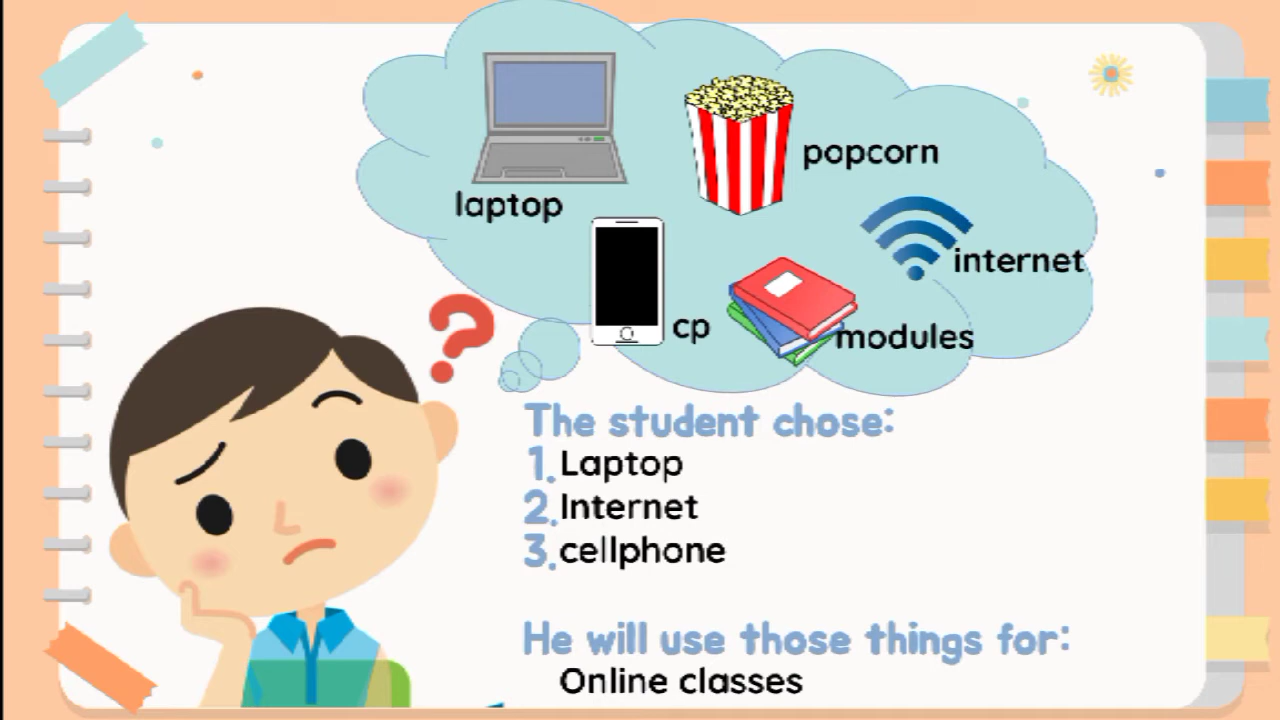 laptop
popcorn
internet
cp
modules
?
The student chose:
1. Laptop
2. Internet
3. cellphone
He will use those things for:
Online classes